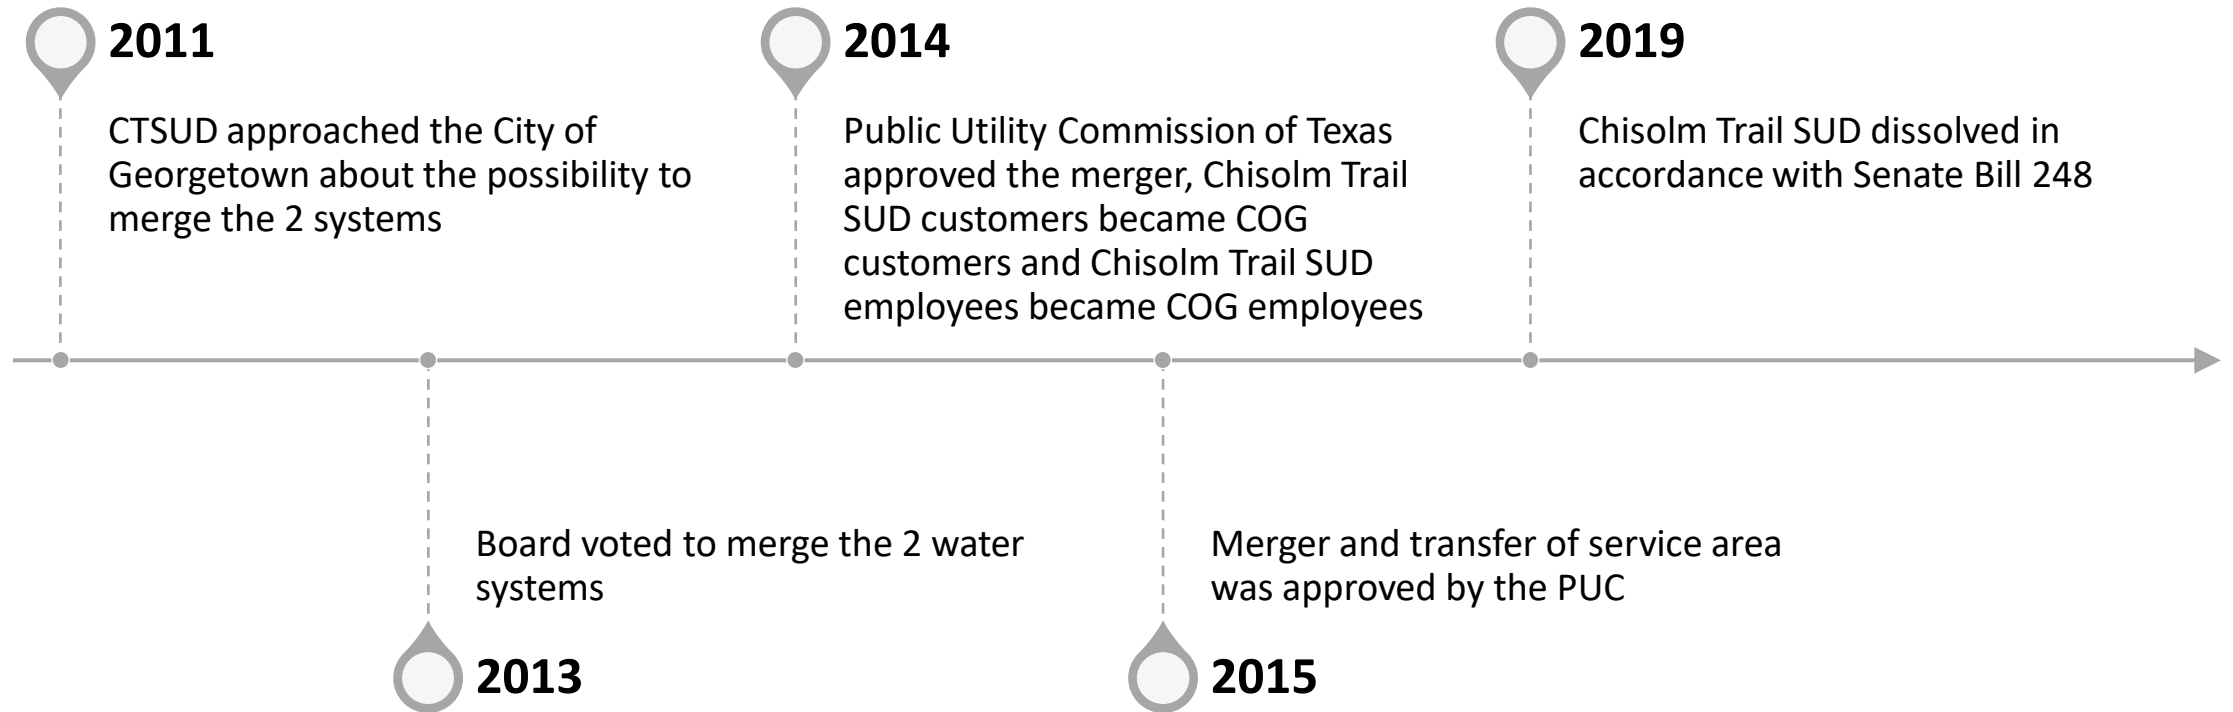 2011
CTSUD approached the City of
Georgetown about the possibility to
merge the 2 systems
2013
Board voted to merge the 2 water
systems
2014
Public Utility Commission of Texas
approved the merger, Chisolm Trail
SUD customers became COG
customers and Chisolm Trail SUD
employees became COG employees
2015
Merger and transfer of service area
was approved by the PUC
2019
Chisolm Trail SUD dissolved in
accordance with Senate Bill 248